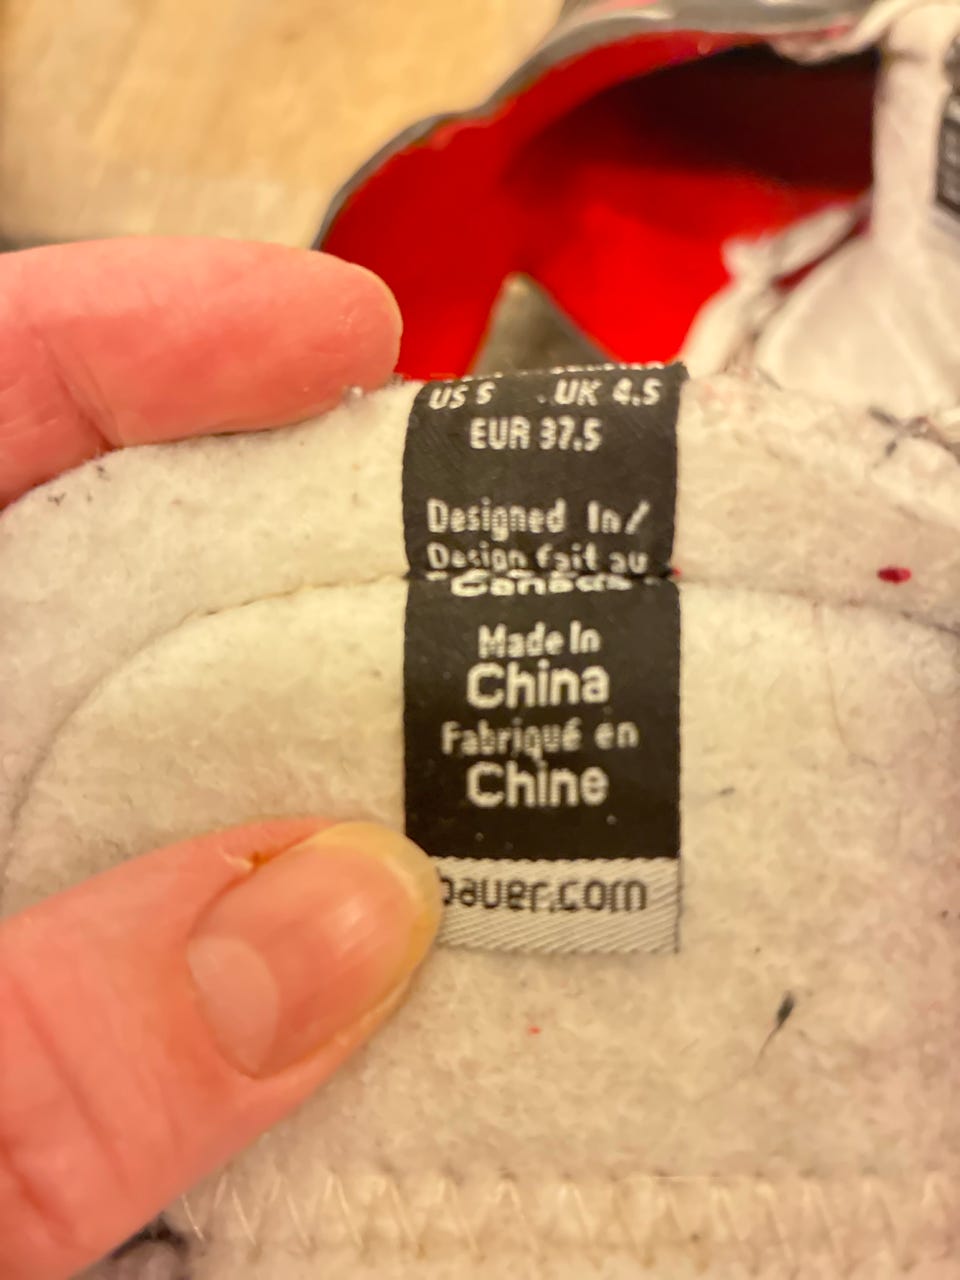 US 5 UK 4.5
EUR 37.5
Designed In/
Design fait au
Canada
Made In
China
Fabriqué en
Chine
bauer.com